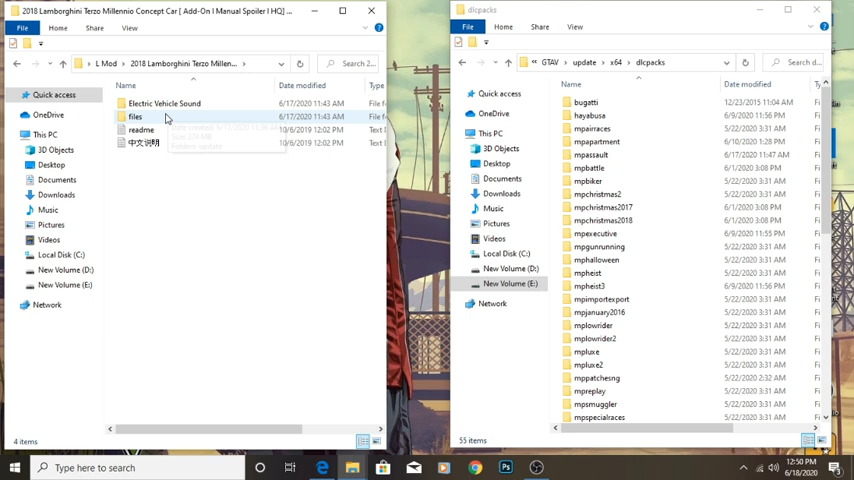 2018 Lamborghini Terzo Millennio Concept Car [ Add-On l Manual Spoiler l HQ] ...
File Home Share View
L Mod 2018 Lamborghini Terzo Millen... Search 2...
Name Date modified Type
Quick access
OneDrive
This PC
3D Objects
Desktop
Documents
Downloads
Music
Pictures
Videos
Local Disk (C:)
New Volume (D:)
New Volume (E:)
Network
Electric Vehicle Sound 6/17/2020 11:43 AM File f
files 6/17/2020 11:43 AM File f
readme 10/6/2019 12:02 PM Text D
中文说明 10/6/2019 12:02 PM Text D
Size: 374 MB
Folders: update
4 items
dlcpacks
File Home Share View
GTAV update x64 dlcpacks Search d...
Name Date modified Ty
Quick access
OneDrive
This PC
3D Objects
Desktop
Documents
Downloads
Music
Pictures
Videos
Local Disk (C:)
New Volume (D:)
New Volume (E:)
Network
bugatti 12/23/2015 11:04 AM Fi
hayabusa 6/9/2020 11:56 PM Fi
mpairraces 5/22/2020 3:31 AM Fi
mpapartment 6/10/2020 1:28 PM Fi
mpassault 6/17/2020 11:47 AM Fi
mpbattle 5/22/2020 3:31 AM Fi
mpbiker 5/22/2020 3:31 AM Fi
mpchristmas2 5/22/2020 3:31 AM Fi
mpchristmas2017 6/1/2020 3:08 PM Fi
mpchristmas2018 6/1/2020 3:08 PM Fi
mpexecutive 6/9/2020 11:55 PM Fi
mpgunrunning 5/22/2020 3:31 AM Fi
mphalloween 5/22/2020 3:31 AM Fi
mpheist 5/22/2020 3:31 AM Fi
mpheist3 6/9/2020 11:56 PM Fi
mpimportexport 5/22/2020 3:31 AM Fi
mpjanuary2016 5/22/2020 3:31 AM Fi
mplowrider 5/22/2020 3:31 AM Fi
mplowrider2 5/22/2020 3:31 AM Fi
mpluxe 5/22/2020 3:31 AM Fi
mpluxe2 5/22/2020 3:31 AM Fi
mppatchesng 5/22/2020 2:32 AM Fi
mpreplay 5/22/2020 3:31 AM Fi
mpsmuggler 5/22/2020 3:31 AM Fi
mpspecialraces 5/22/2020 3:31 AM Fi
55 items
Type here to search
Ps
12:50 PM
6/18/2020
3